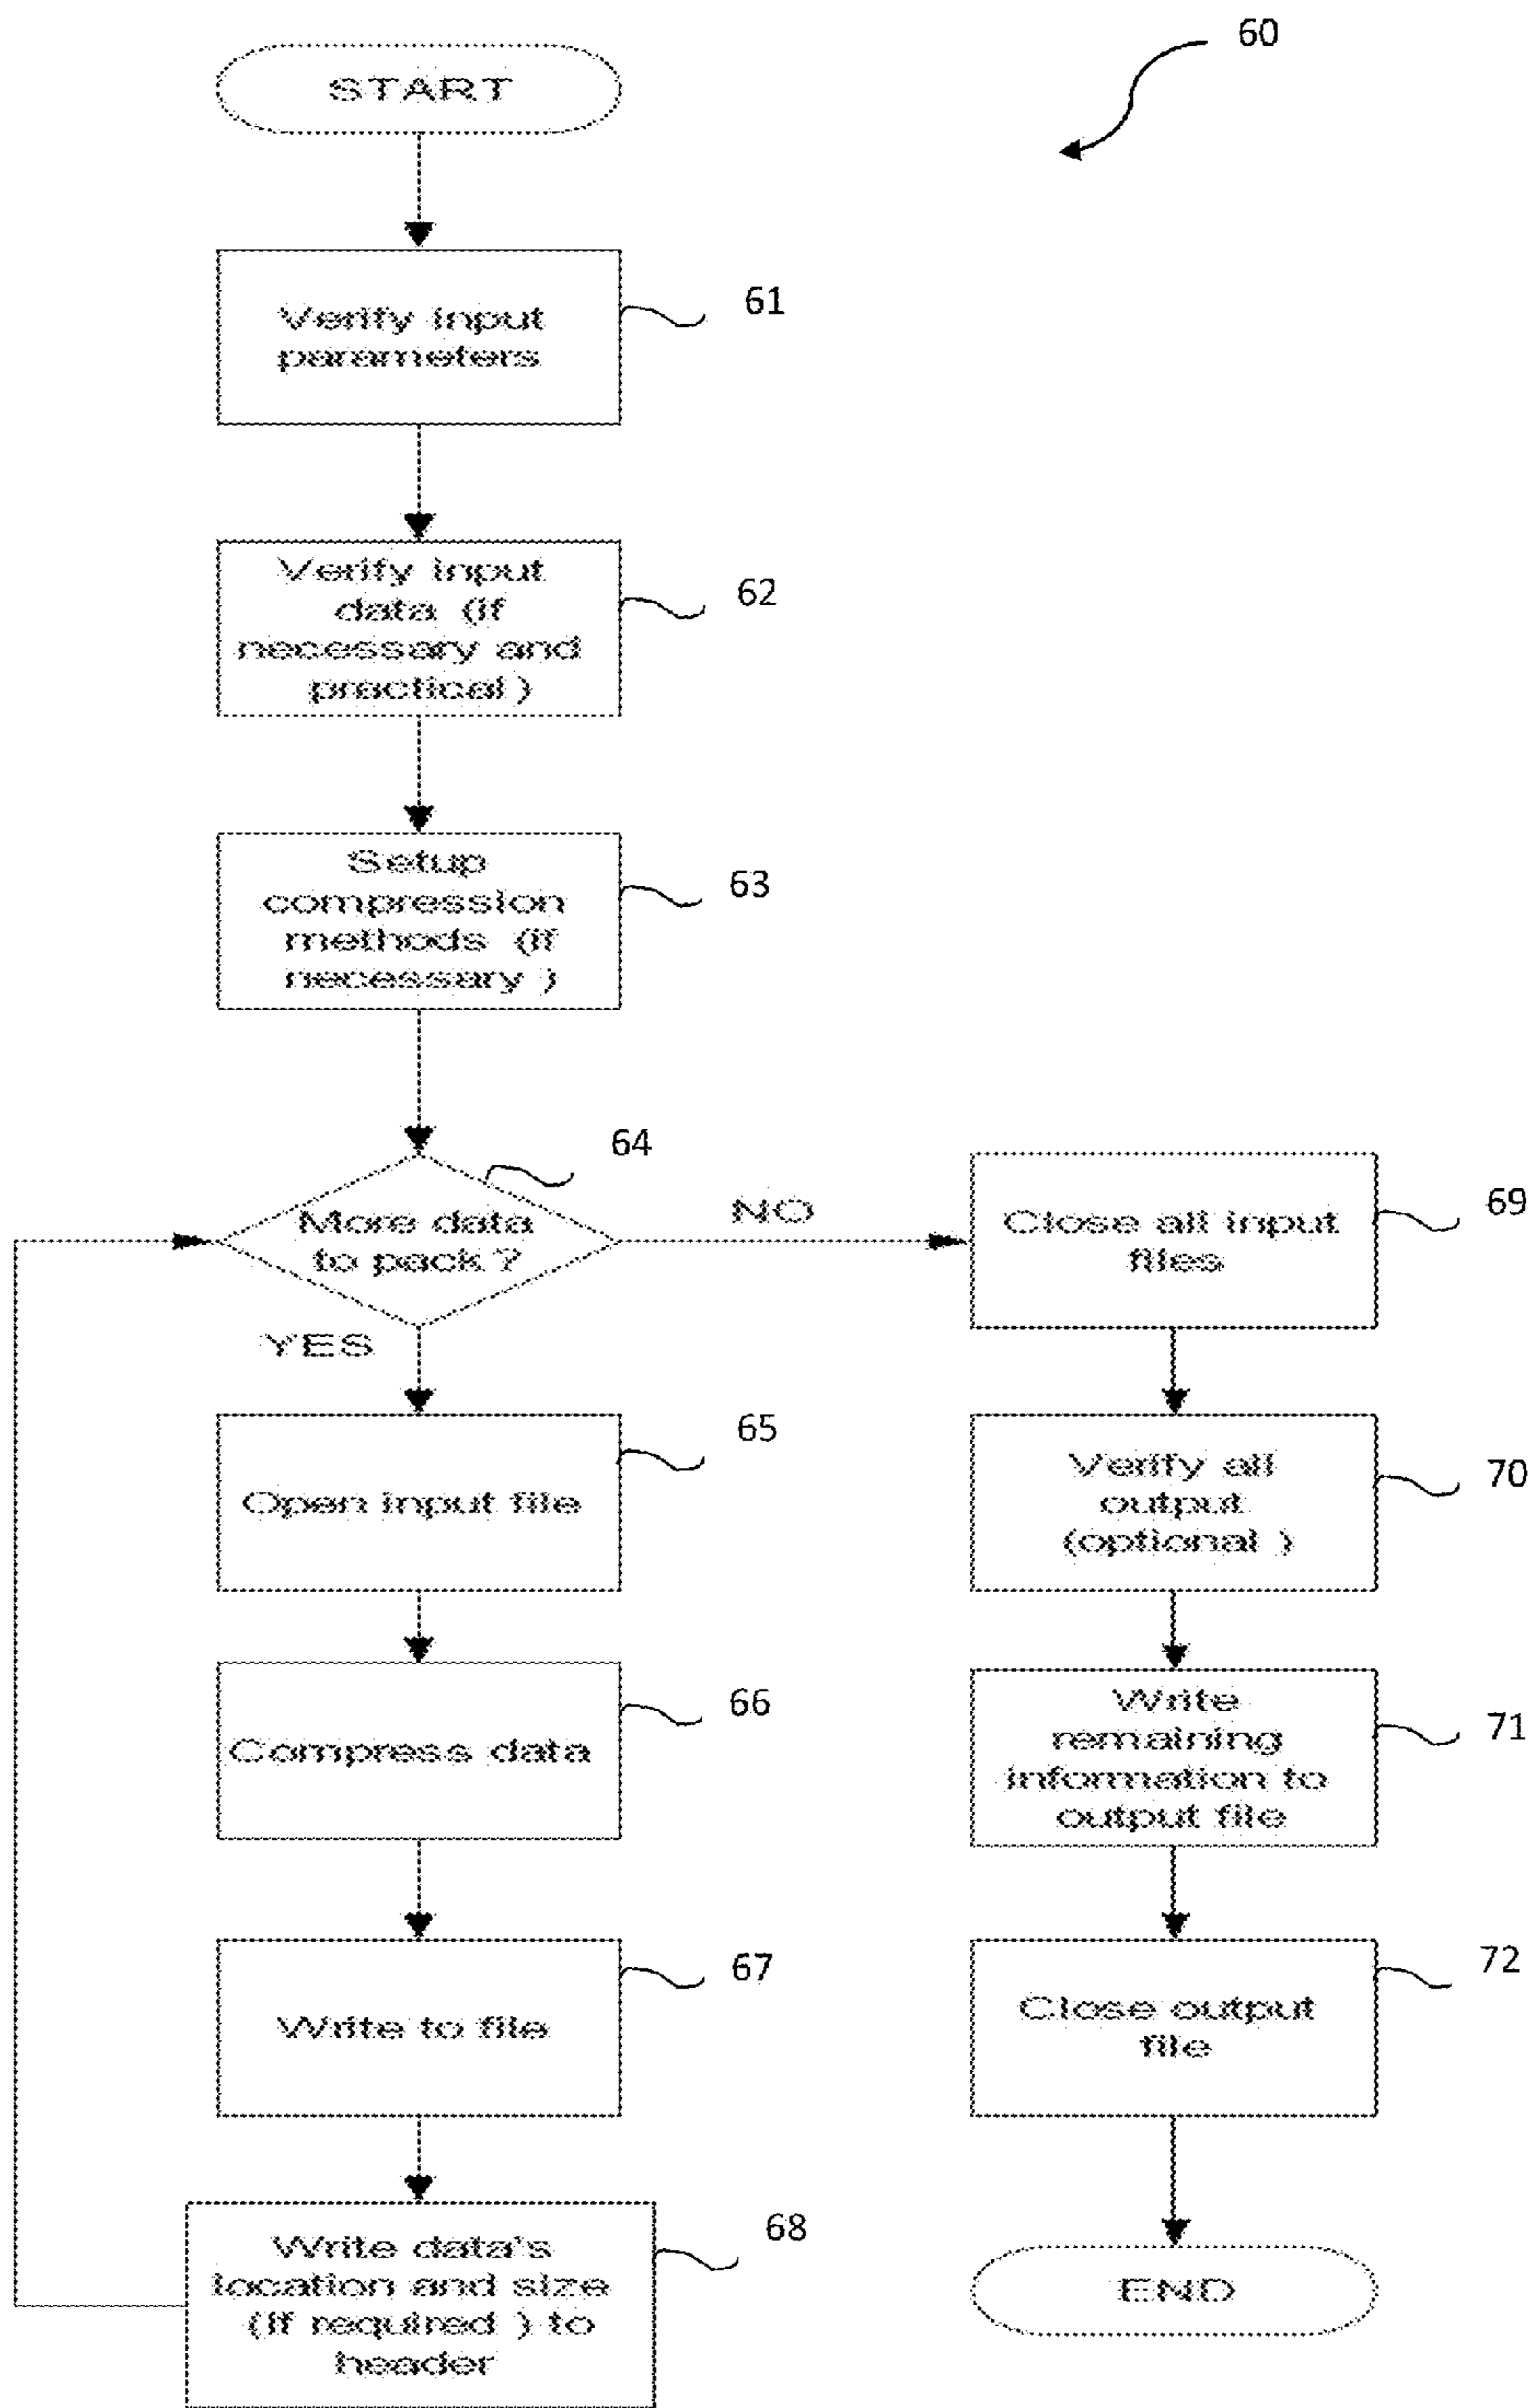 60
START
Verify input
parameters
61
Verify input
data (if
necessary and
practical )
62
Setup
compression
methods (if
necessary )
63
64
More data
to pack ?
NO
YES
Open input file
65
Compress data
66
Write to file
67
Write data's
location and size
(if required ) to
header
68
Close all input
files
69
Verify all
output
(optional )
70
Write
remaining
information to
output file
71
Close output
file
72
END